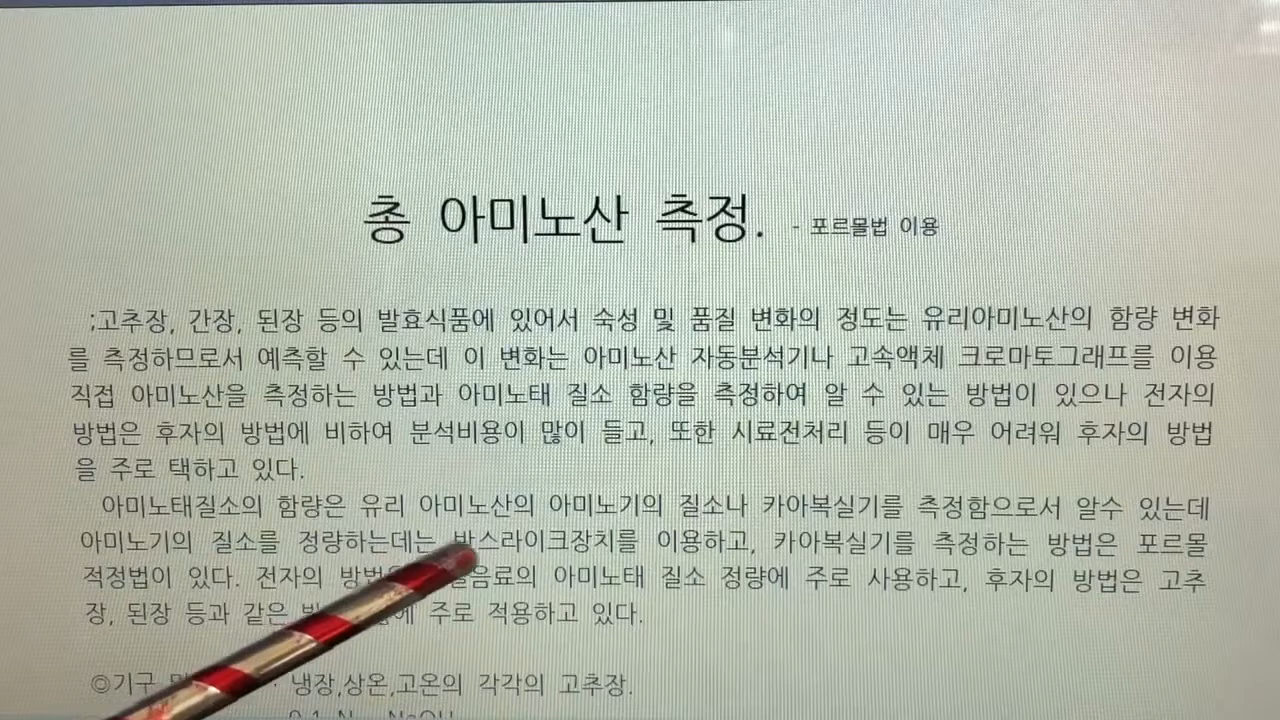 총 아미노산 측정. - 포르몰법 이용
;고추장, 간장, 된장 등의 발효식품에 있어서 숙성 및 품질 변화의 정도는 유리아미노산의 함량 변화
를 측정하므로서 예측할 수 있는데 이 변화는 아미노산 자동분석기나 고속액체 크로마토그래프를 이용
직접 아미노산을 측정하는 방법과 아미노태 질소 함량을 측정하여 알 수 있는 방법이 있으나 전자의
방법은 후자의 방법에 비하여 분석비용이 많이 들고, 또한 시료전처리 등이 매우 어려워 후자의 방법
을 주로 택하고 있다.
아미노태질소의 함량은 유리 아미노산의 아미노기의 질소나 카아복실기를 측정함으로서 알수 있는데
아미노기의 질소를 정량하는데는 반스라이크장치를 이용하고, 카아복실기를 측정하는 방법은 포르몰
적정법이 있다. 전자의 아미노태 질소 정량에 주로 사용하고, 후자의 방법은 고추
장, 된장 등과 같은 주로 적용하고 있다.
◎기구 냉장,상온,고온의 각각의 고추장.